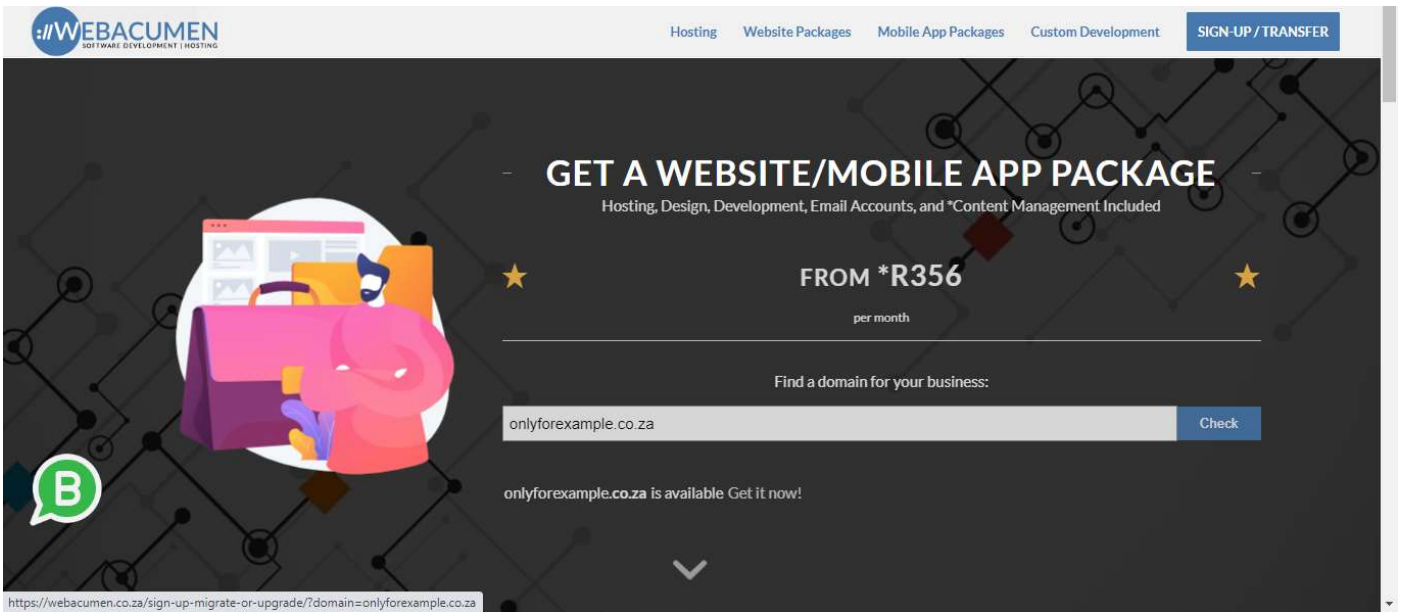 ://WEBACUMEN
SOFTWARE DEVELOPMENT | HOSTING
Hosting Website Packages Mobile App Packages Custom Development SIGN-UP / TRANSFER
GET A WEBSITE/MOBILE APP PACKAGE
Hosting, Design, Development, Email Accounts, and *Content Management Included
FROM *R356
per month
Find a domain for your business:
onlyforexample.co.za Check
onlyforexample.co.za is available Get it now!
B
https://webacumen.co.za/sign-up-migrate-or-upgrade/?domain=onlyforexample.co.za